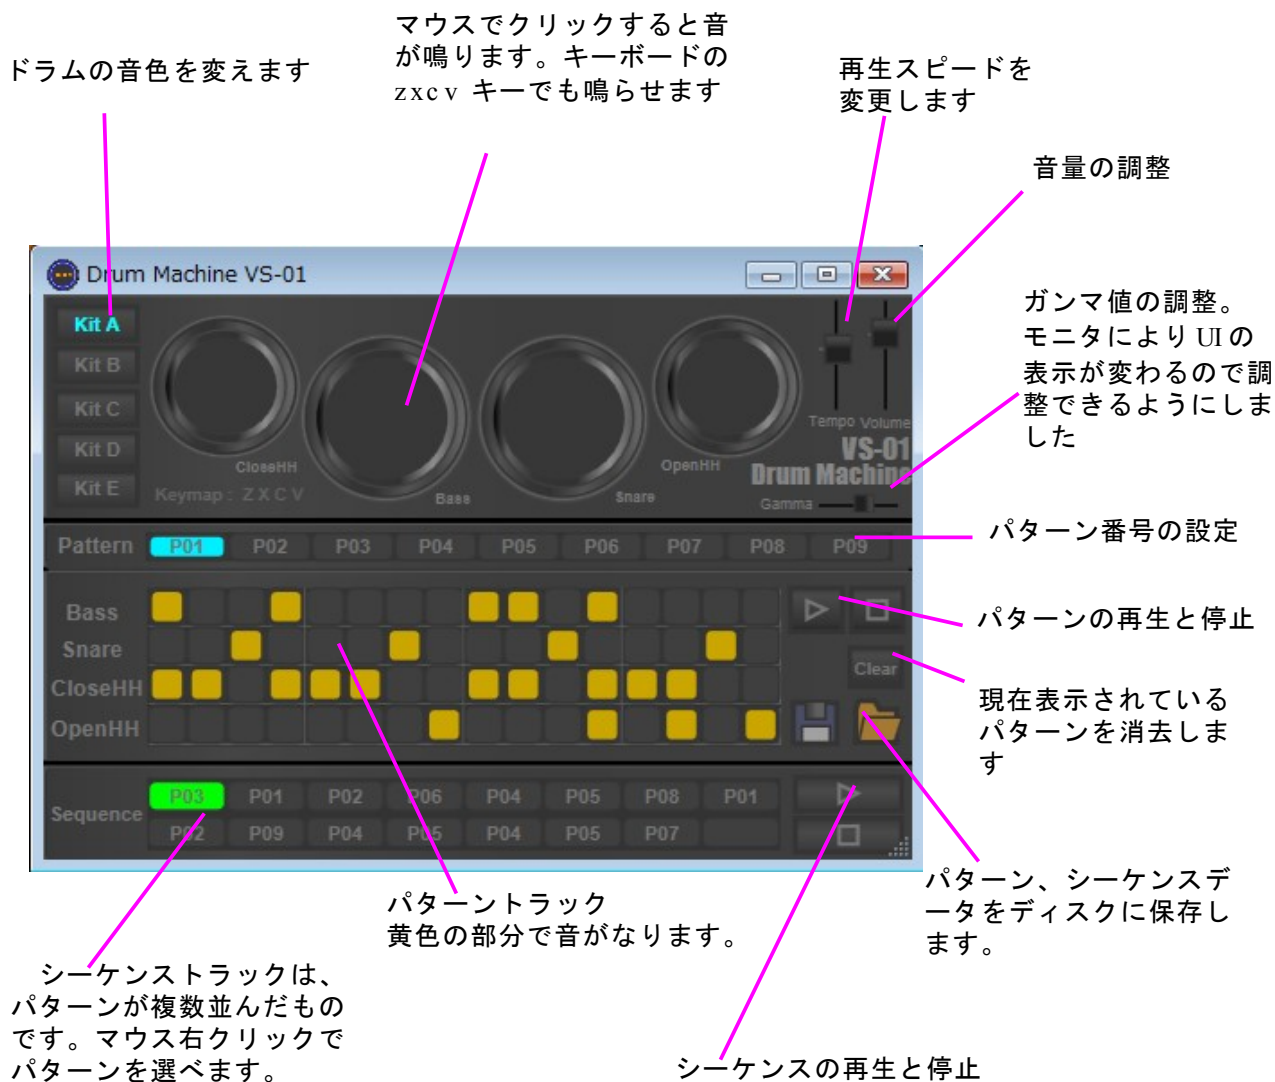 マウスでクリックすると音
が鳴ります。キーボードの
zxcv キーでも鳴らせます
ドラムの音色を変えます
再生スピードを
変更します
音量の調整
ガンマ値の調整。
モニタにより UI の
表示が変わるので調
整できるようにしま
した
Drum Machine VS-01
Kit A
Kit B
Kit C
Kit D
Kit E
CloseHH
Bass
Snare
OpenHH
Keymap : Z X C V
Tempo Volume
VS-01
Drum Machine
Gamma
パターン番号の設定
Pattern P01 P02 P03 P04 P05 P06 P07 P08 P09
Bass
Snare
CloseHH
OpenHH
Clear
パターンの再生と停止
現在表示されている
パターンを消去しま
す
Sequence
P03 P01 P02 P06 P04 P05 P08 P01
P02 P09 P04 P05 P04 P05 P07
パターン、シーケンスデ
ータをディスクに保存し
ます。
パターントラック
黄色の部分で音がなります。
シーケンストラックは、
パターンが複数並んだもの
です。マウス右クリックで
パターンを選べます。
シーケンスの再生と停止